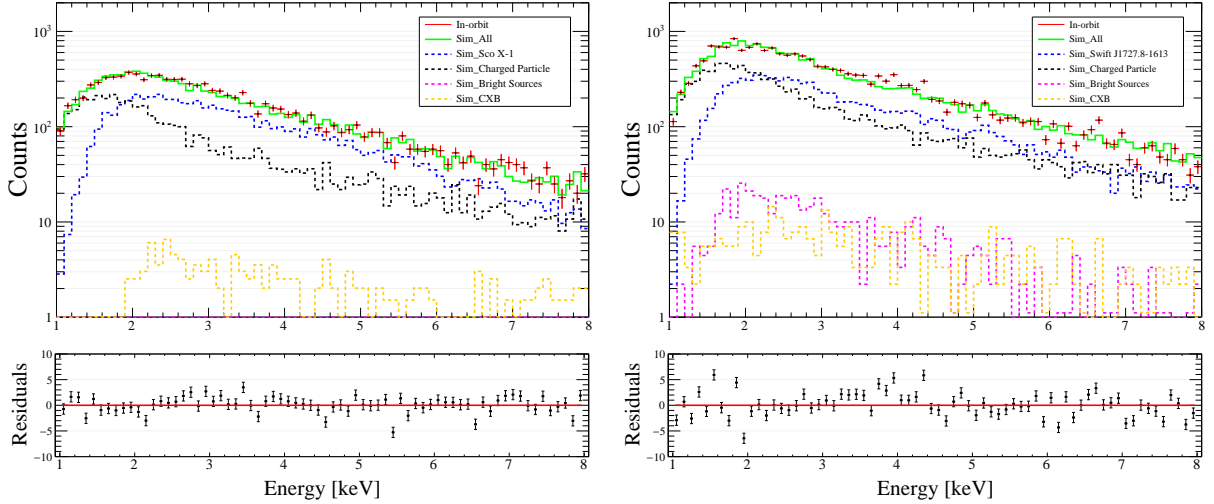 In-orbit
Sim_All
Sim_Sco X-1
Sim_Charged Particle
Sim_Bright Sources
Sim_CXB
Counts
10³
10²
10
1
1 2 3 4 5 6 7 8
Residuals
10
5
0
−5
−10
1 2 3 4 5 6 7 8
Energy [keV]
In-orbit
Sim_All
Sim_Swift J1727.8-1613
Sim_Charged Particle
Sim_Bright Sources
Sim_CXB
Counts
10³
10²
10
1
1 2 3 4 5 6 7 8
Residuals
10
5
0
−5
−10
1 2 3 4 5 6 7 8
Energy [keV]